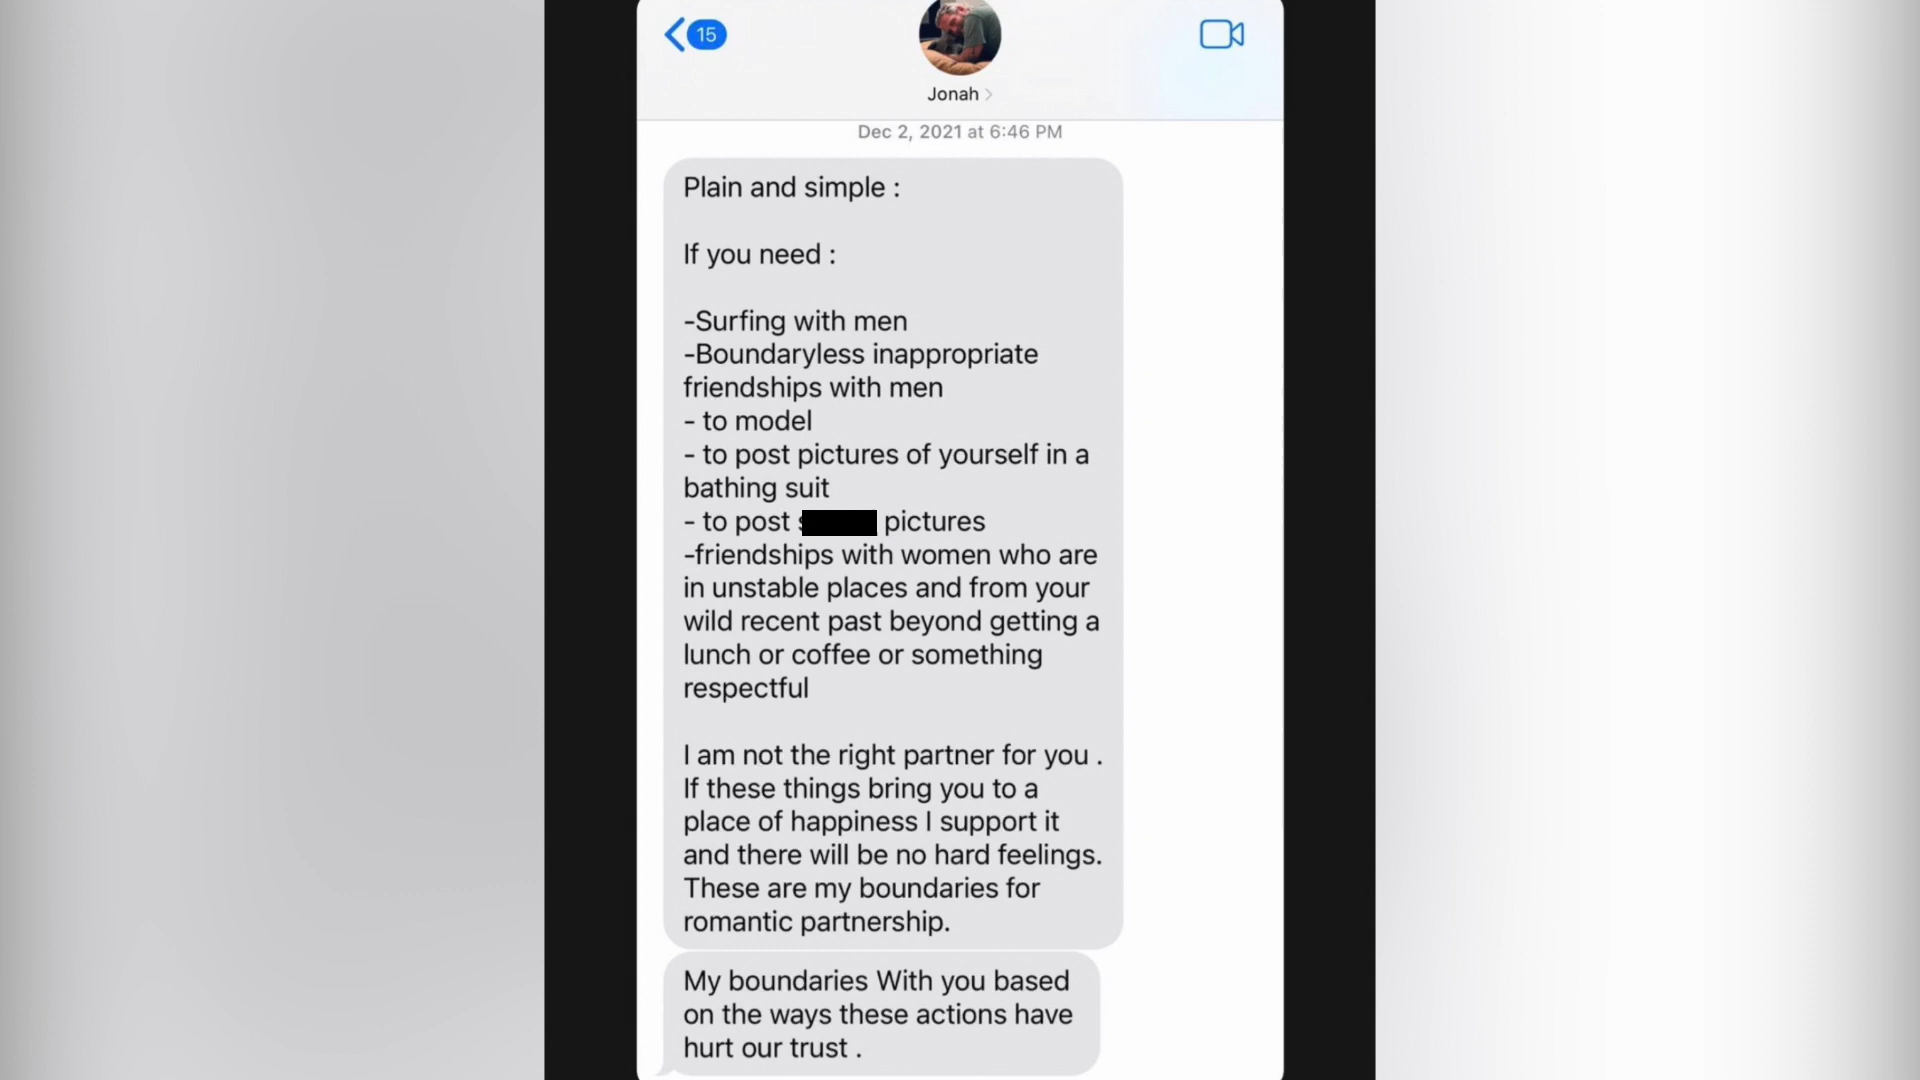 15
Jonah >
Dec 2, 2021 at 6:46 PM
Plain and simple :
If you need :
-Surfing with men
-Boundaryless inappropriate
friendships with men
- to model
- to post pictures of yourself in a
bathing suit
- to post pictures
-friendships with women who are
in unstable places and from your
wild recent past beyond getting a
lunch or coffee or something
respectful
I am not the right partner for you .
If these things bring you to a
place of happiness I support it
and there will be no hard feelings.
These are my boundaries for
romantic partnership.
My boundaries With you based
on the ways these actions have
hurt our trust .